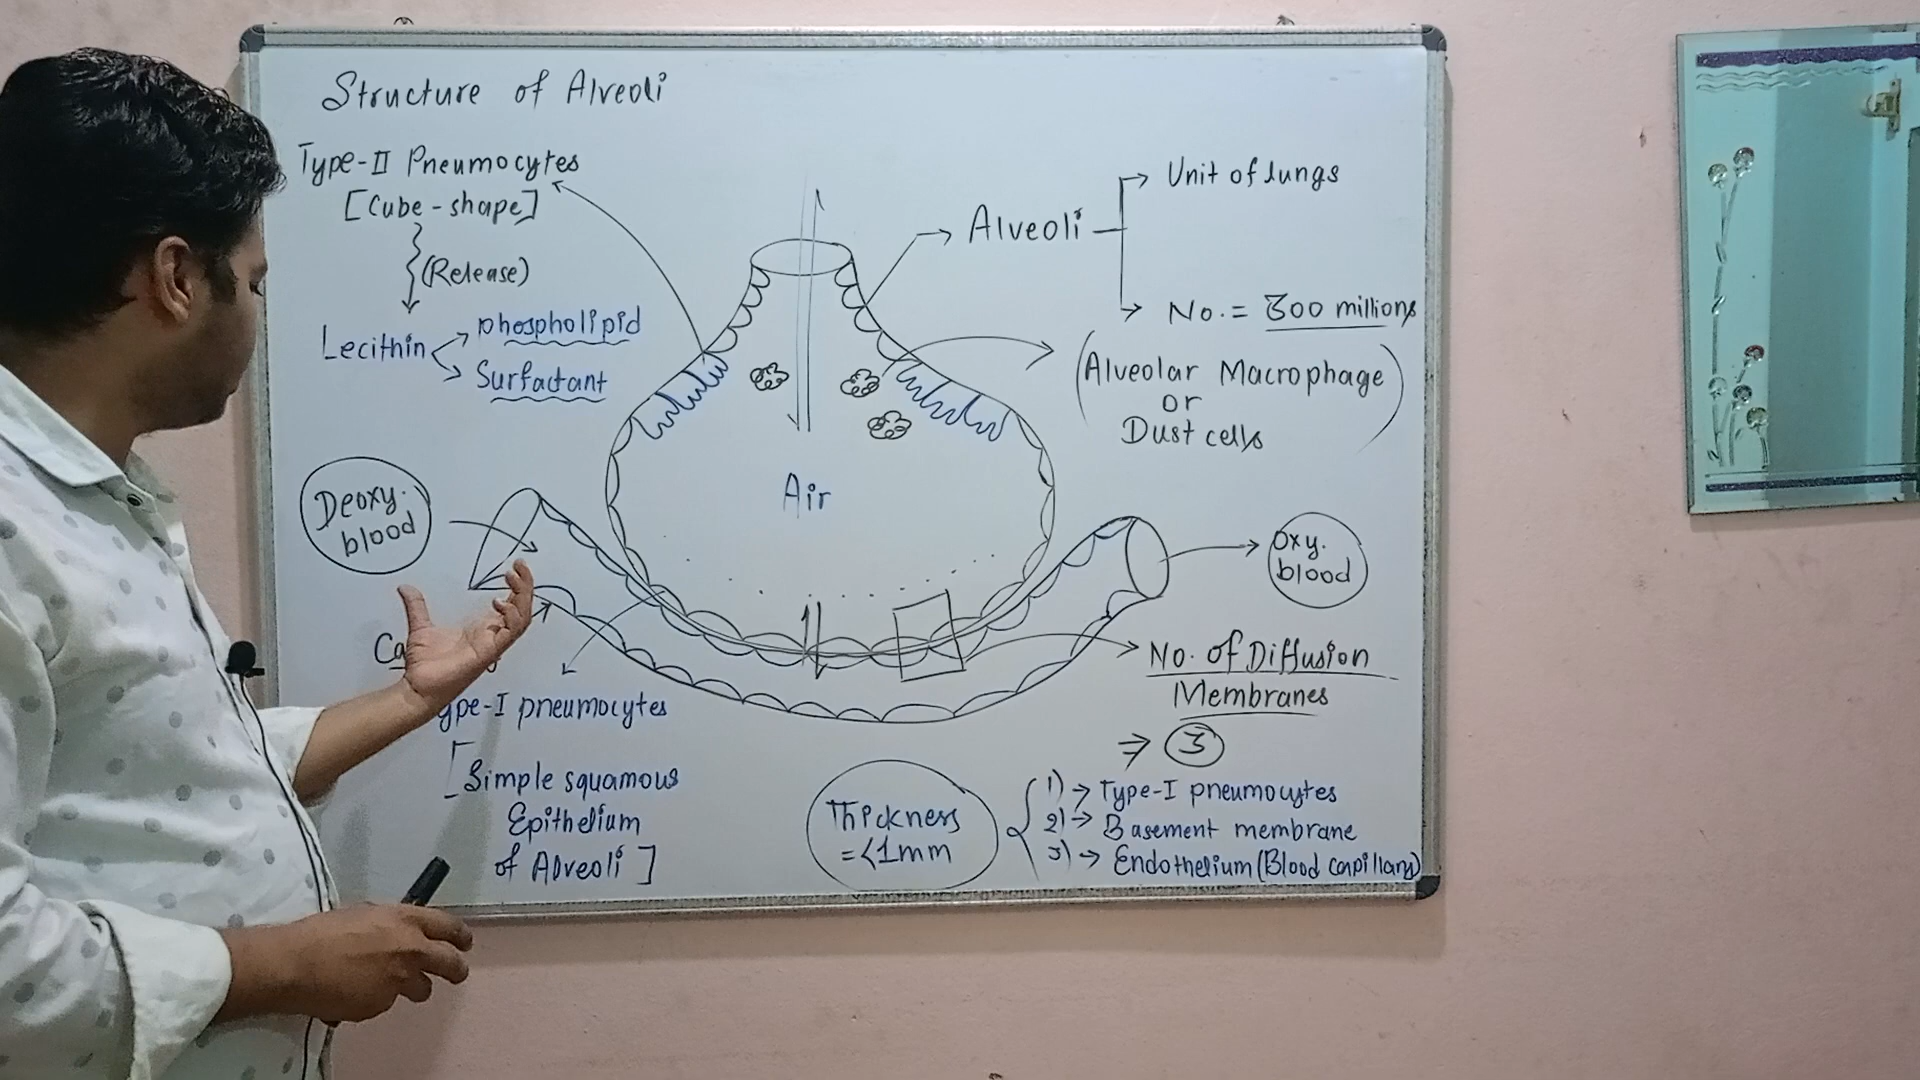 Structure of Alveoli
Type-II Pneumocytes
[Cube-shape]
(Release)
Lecithin
phospholipid
Surfactant
Alveoli
Unit of lungs
No. = 300 millions
(Alveolar Macrophage
or
Dust cells)
Air
Deoxy.
blood
Oxy.
blood
Type-I pneumocytes
[Simple squamous
Epithelium
of Alveoli]
No. of Diffusion
Membranes
⇒ 3
Thickness
=<1mm
1) → Type-I pneumocytes
2) → Basement membrane
3) → Endothelium (Blood capillary)